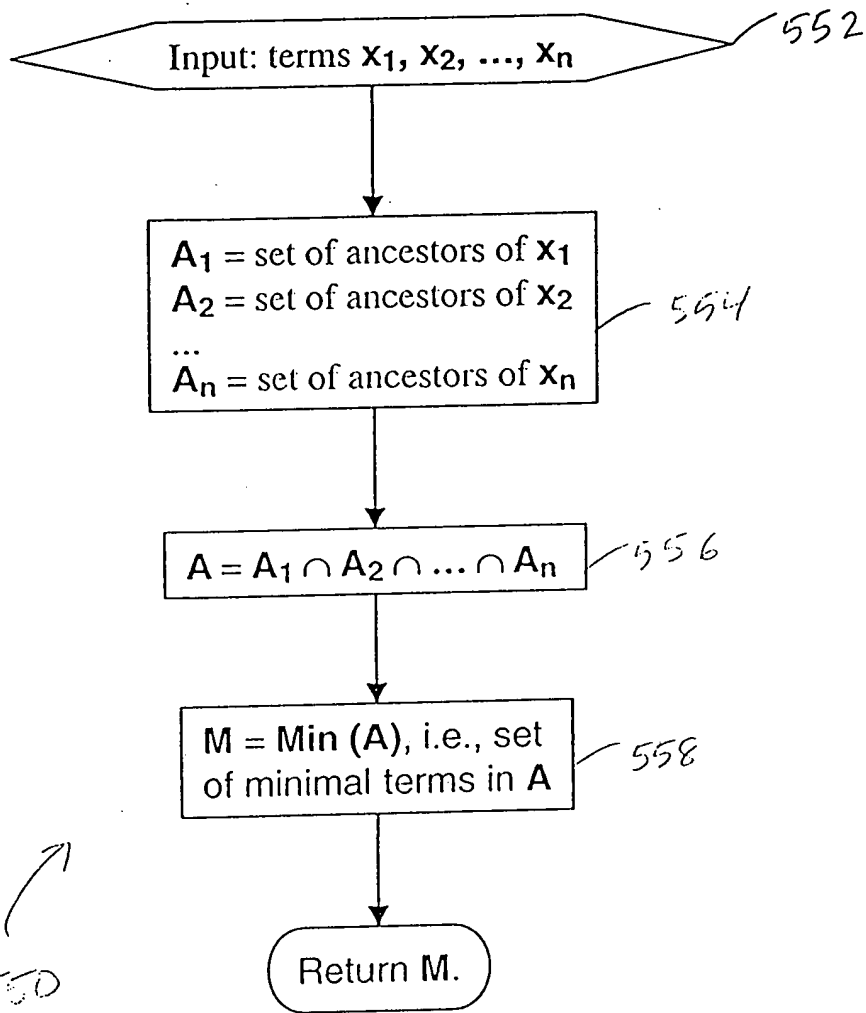 Input: terms x₁, x₂, ..., xₙ
552
A₁ = set of ancestors of x₁
A₂ = set of ancestors of x₂
...
Aₙ = set of ancestors of xₙ
554
A = A₁ ∩ A₂ ∩ ... ∩ Aₙ
556
M = Min (A), i.e., set
of minimal terms in A
558
550
Return M.